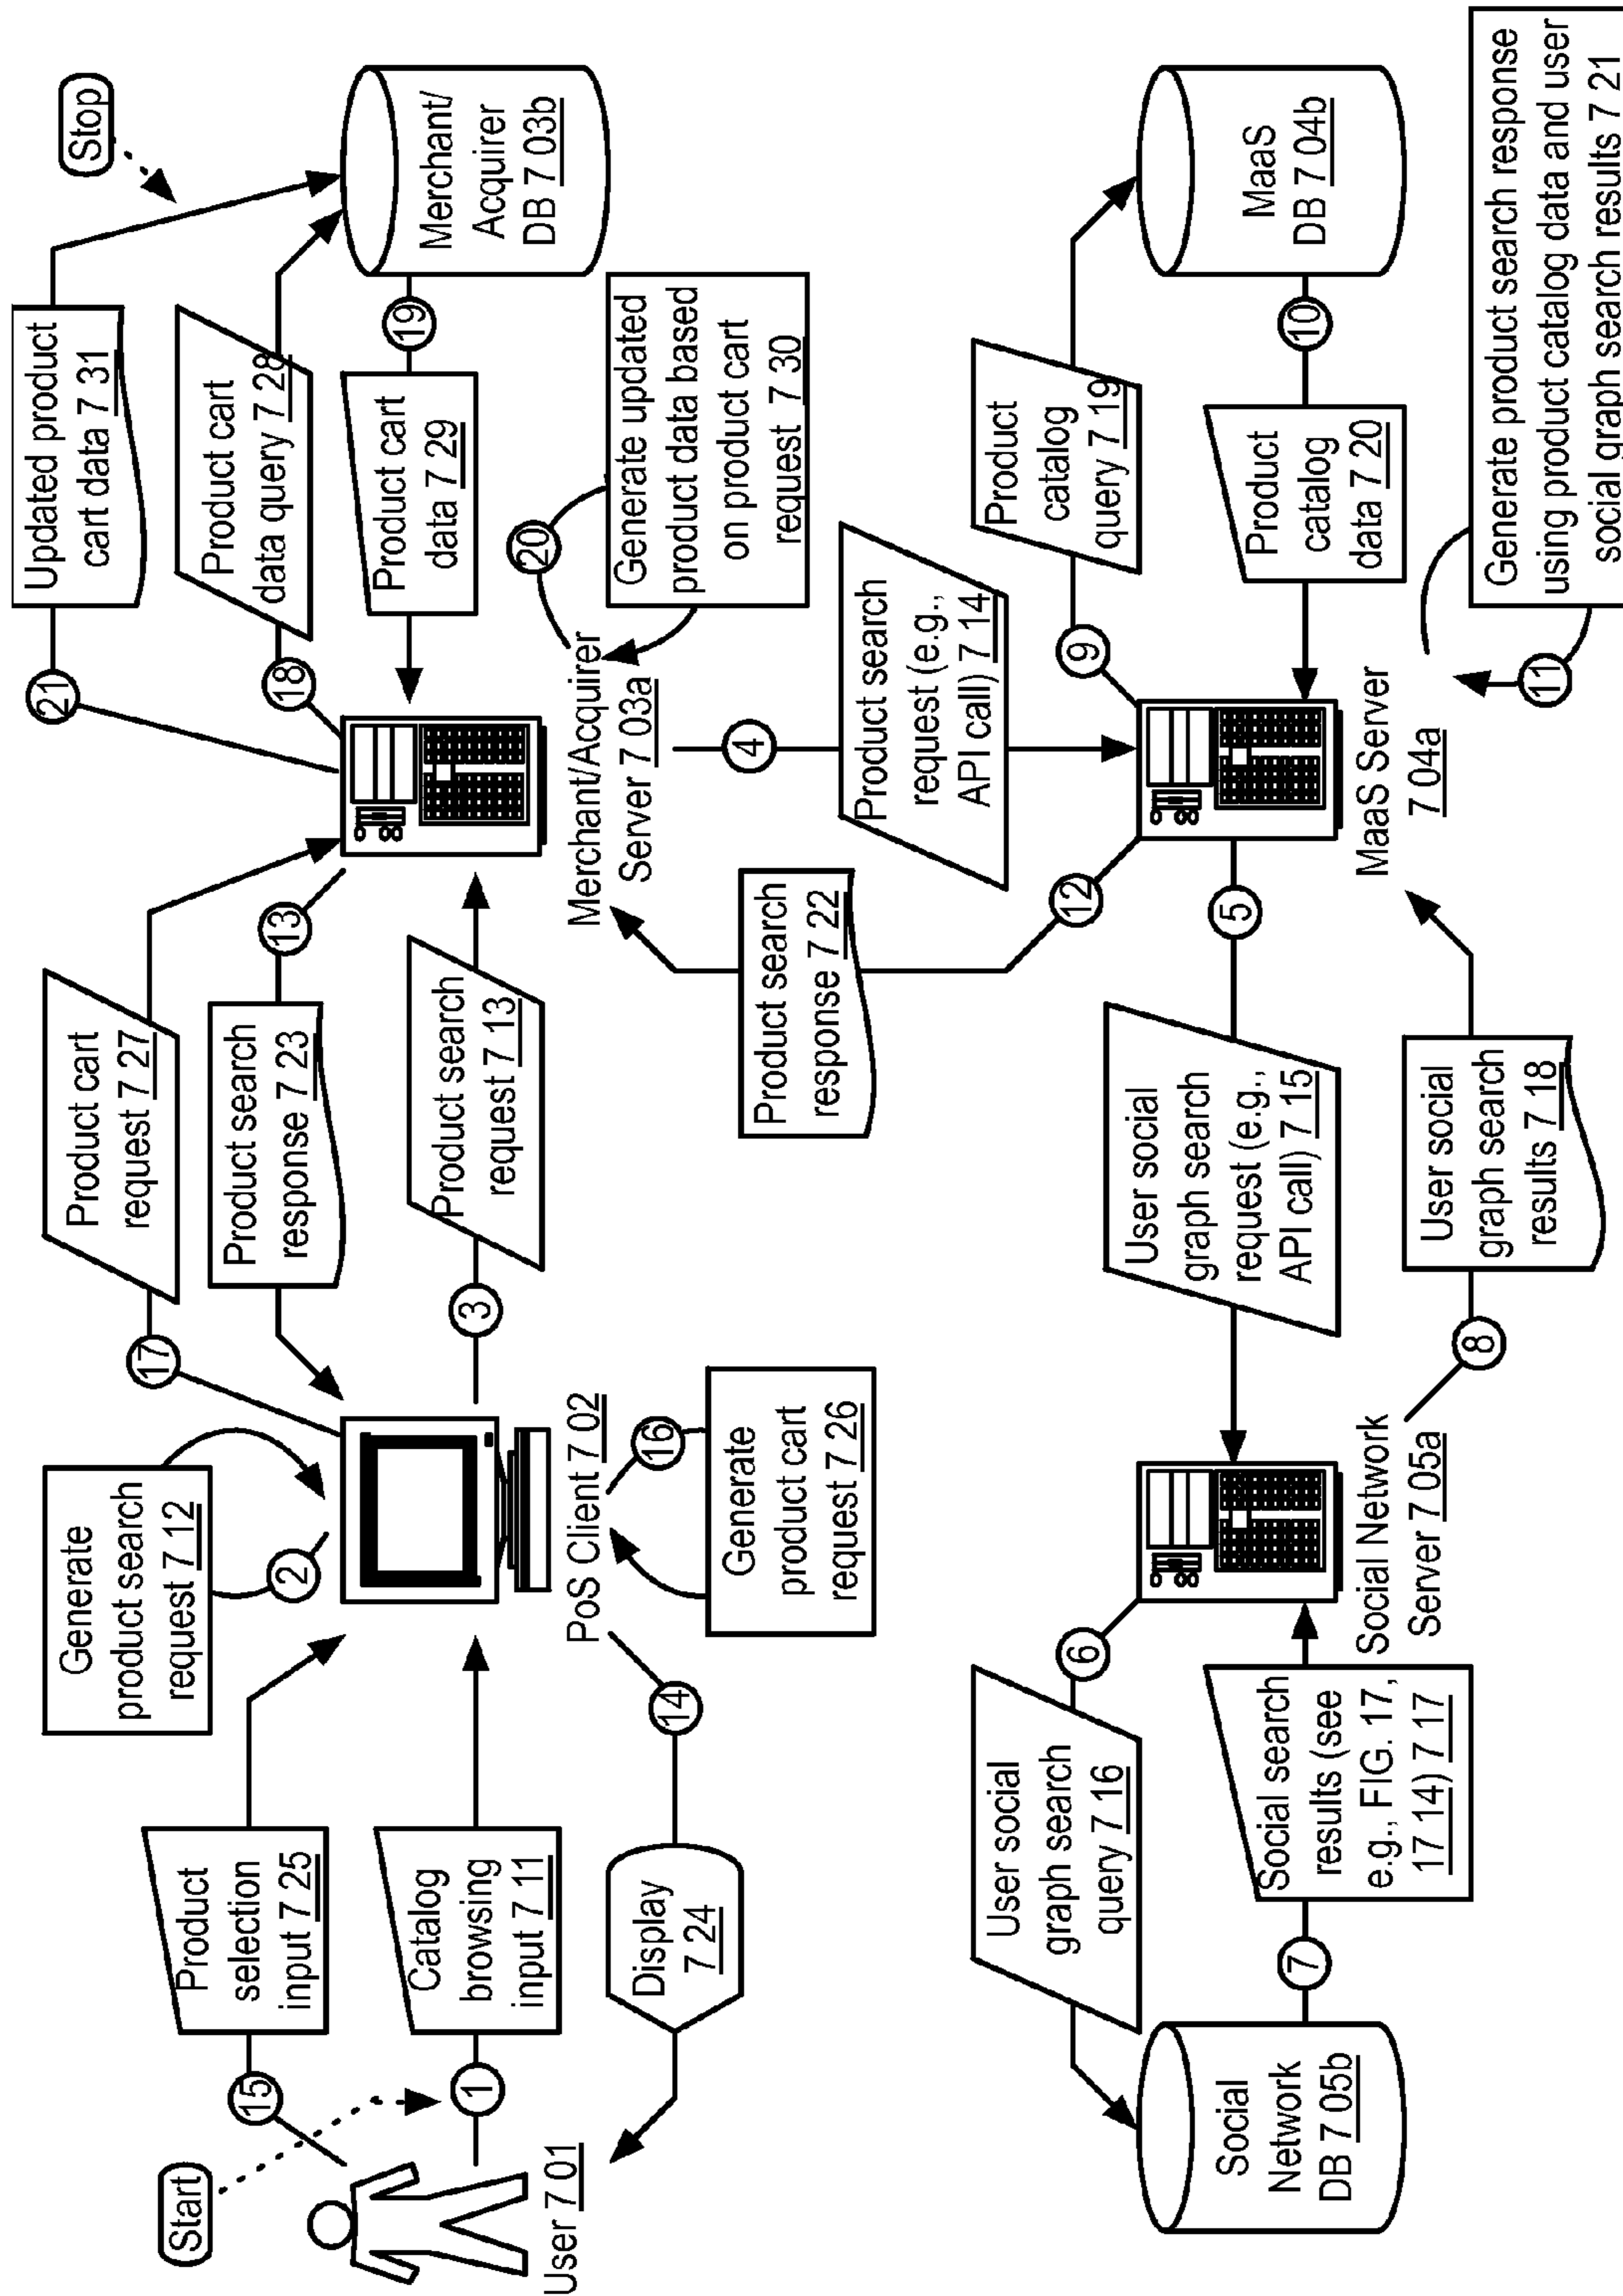 Start
15
Product
selection
input 7 25
1
Catalog
browsing
input 7 11
User 7 01
Display
7 24
14
Generate
product search
request 7 12
2
PoS Client 7 02
16
Generate
product cart
request 7 26
17
Product cart
request 7 27
Product search
response 7 23
13
3
Product search
request 7 13
21
Updated product
cart data 7 31
Stop
18
Product cart
data query 7 28
Product cart
data 7 29
19
Merchant/
Acquirer
DB 7 03b
Merchant/Acquirer
Server 7 03a
20
Generate updated
product data based
on product cart
request 7 30
4
Product search
request (e.g.,
API call) 7 14
Product search
response 7 22
12
Social
Network
DB 7 05b
User social
graph search
query 7 16
6
7
Social search
results (see
e.g., FIG. 17,
17 14) 7 17
Social Network
Server 7 05a
User social
graph search
request (e.g.,
API call) 7 15
5
8
User social
graph search
results 7 18
MaaS Server
7 04a
9
Product
catalog
query 7 19
Product
catalog
data 7 20
10
MaaS
DB 7 04b
11
Generate product search response
using product catalog data and user
social graph search results 7 21